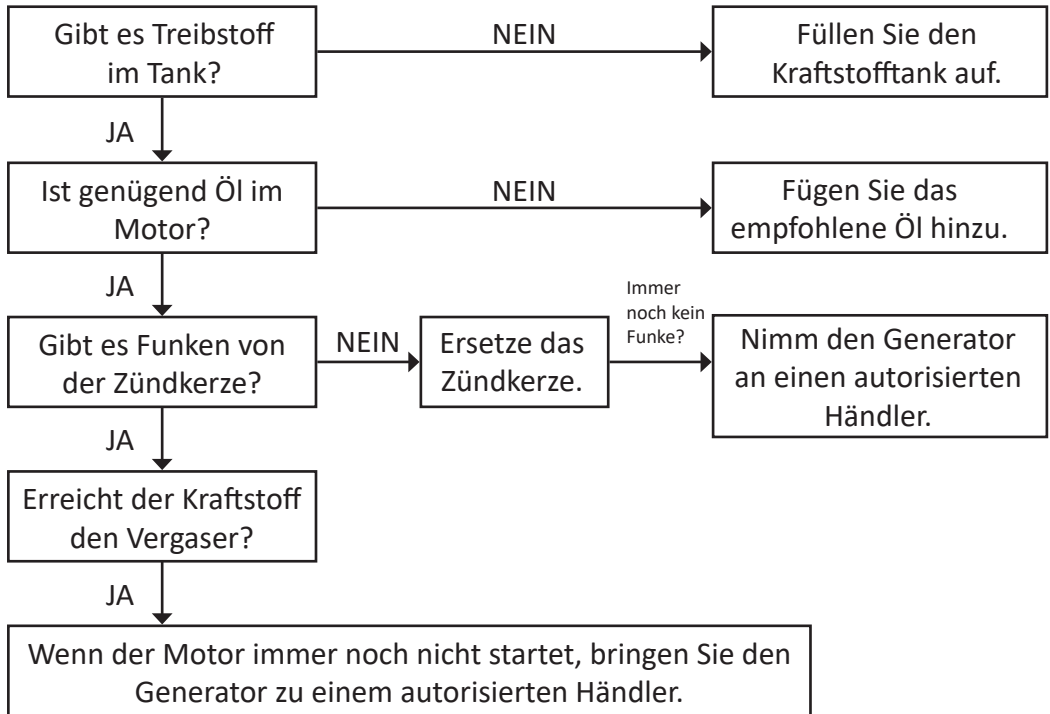 Gibt es Treibstoff
im Tank?
NEIN
Füllen Sie den
Kraftstofftank auf.
JA
Ist genügend Öl im
Motor?
NEIN
Fügen Sie das
empfohlene Öl hinzu.
JA
Gibt es Funken von
der Zündkerze?
NEIN
Ersetze das
Zündkerze.
Immer
noch kein
Funke?
Nimm den Generator
an einen autorisierten
Händler.
JA
Erreicht der Kraftstoff
den Vergaser?
JA
Wenn der Motor immer noch nicht startet, bringen Sie den
Generator zu einem autorisierten Händler.